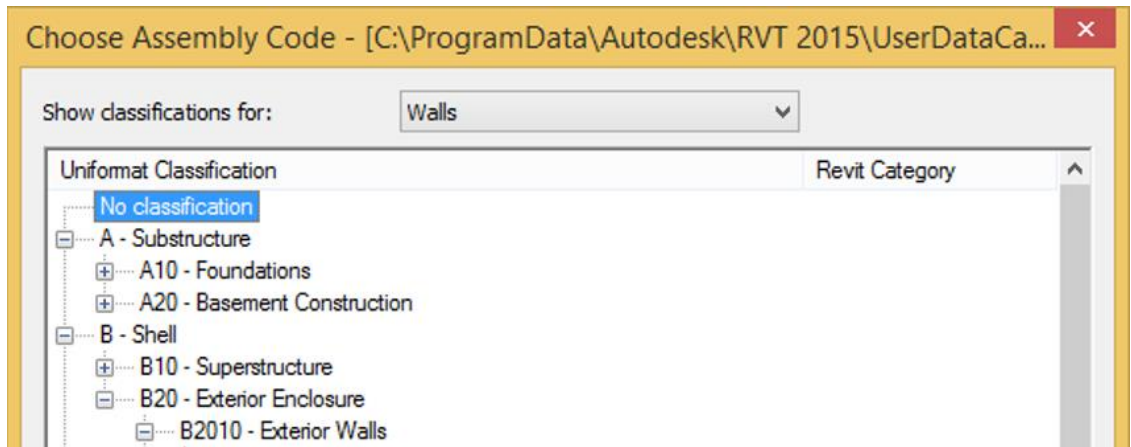 Choose Assembly Code - [C:\ProgramData\Autodesk\RVT 2015\UserDataCa...
Show classifications for: Walls
Uniformat Classification Revit Category
No classification
A - Substructure
A10 - Foundations
A20 - Basement Construction
B - Shell
B10 - Superstructure
B20 - Exterior Enclosure
B2010 - Exterior Walls